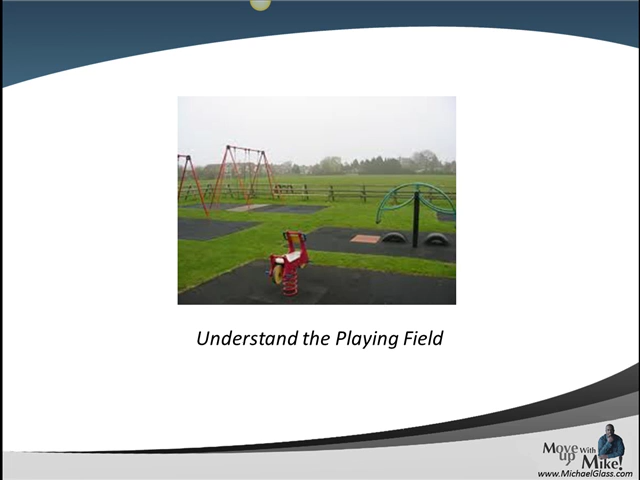 Understand the Playing Field
Move up With Mike!
www.MichaelGlass.com